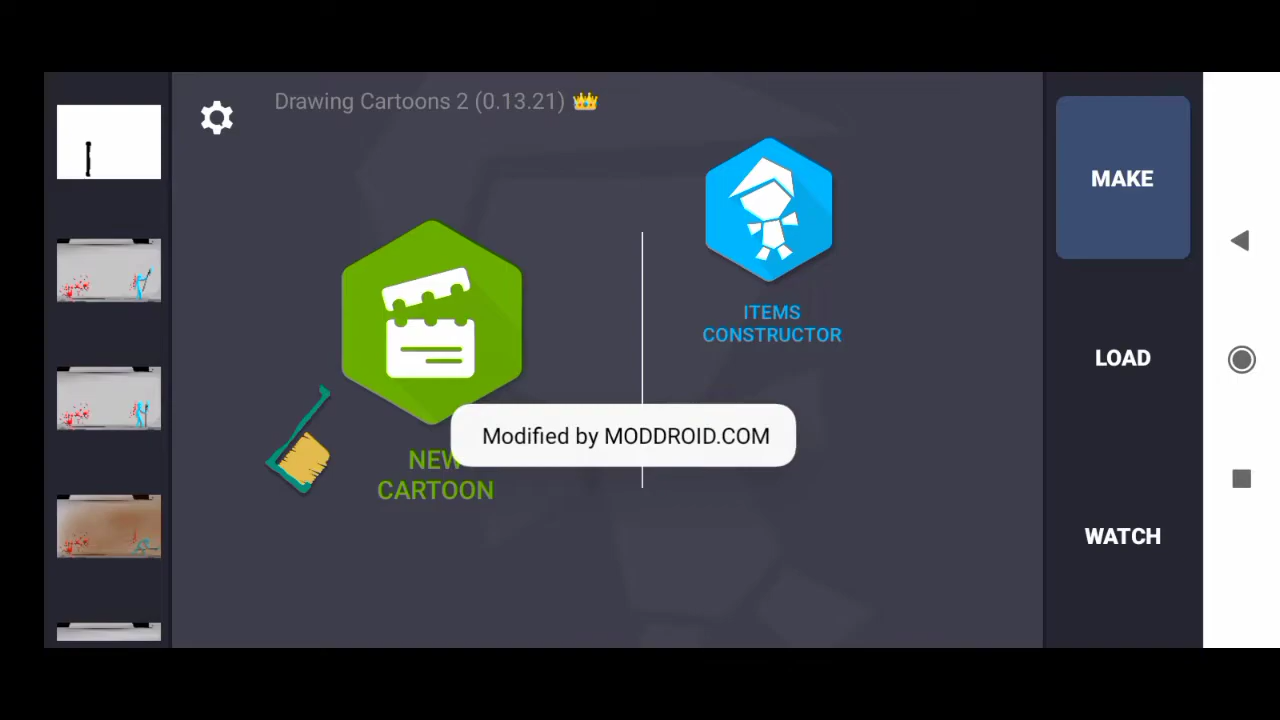 Drawing Cartoons 2 (0.13.21)
MAKE
ITEMS
CONSTRUCTOR
LOAD
Modified by MODDROID.COM
NEW
CARTOON
WATCH